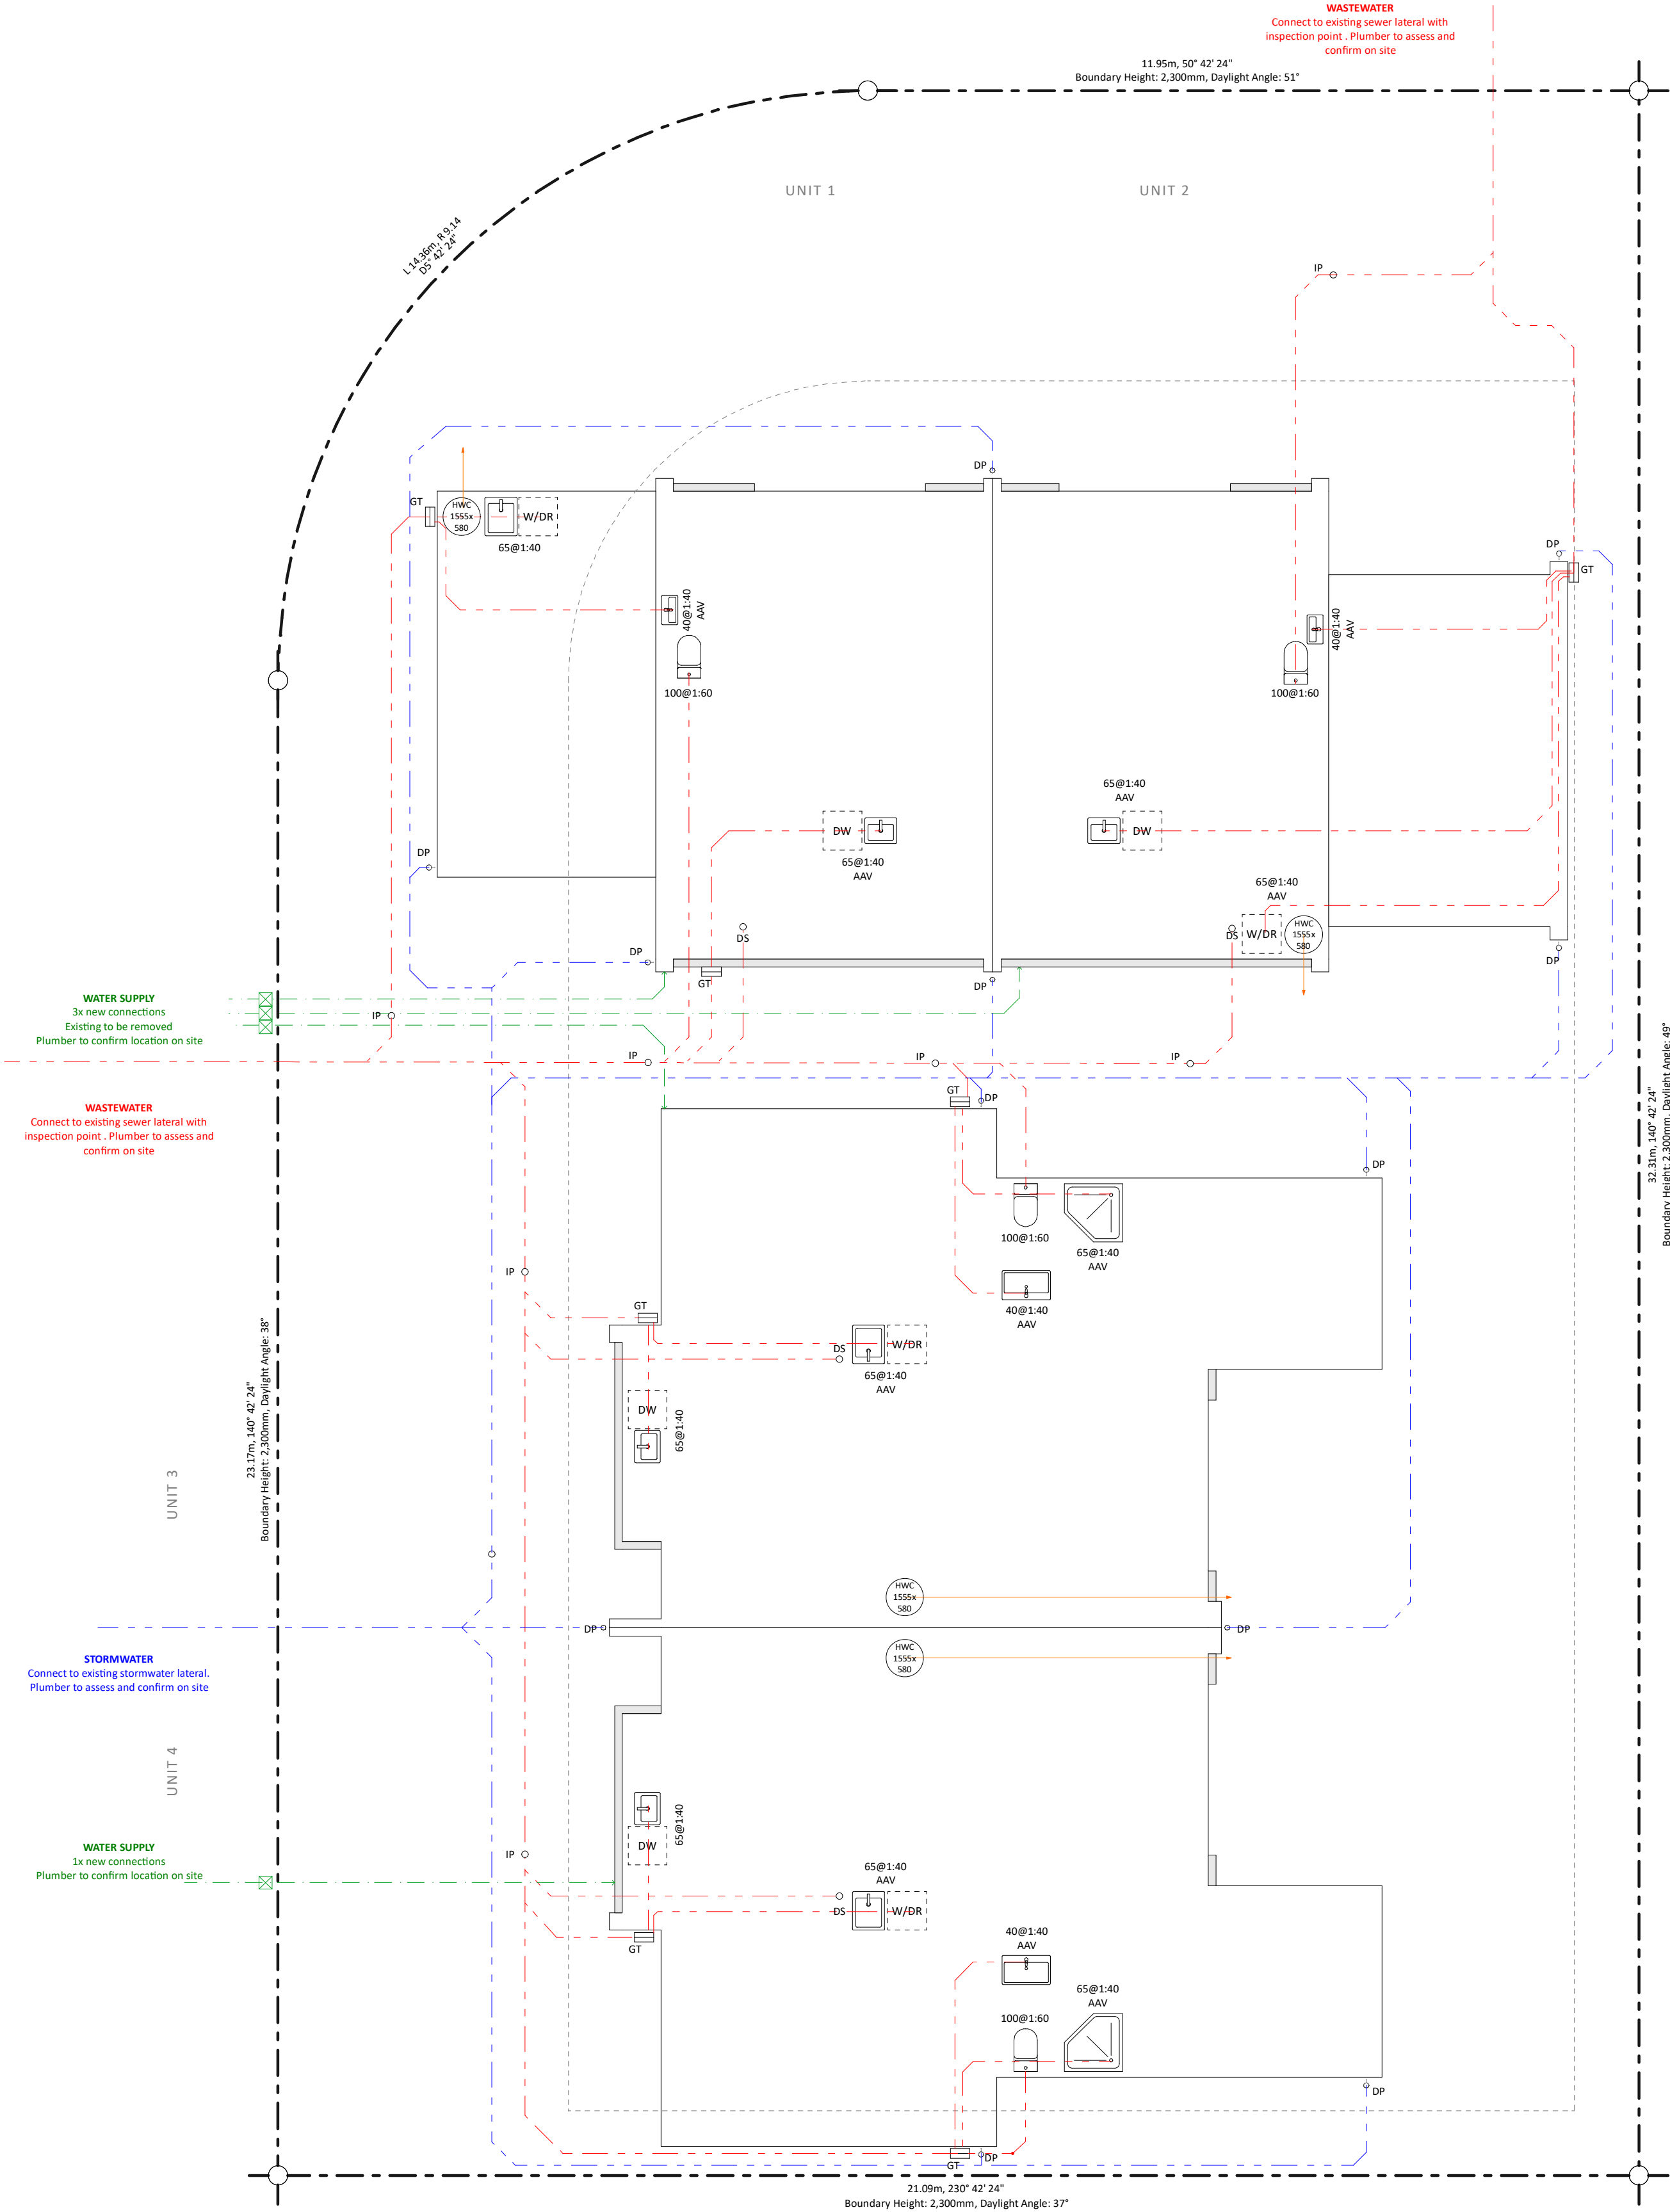 WASTEWATER
Connect to existing sewer lateral with
inspection point . Plumber to assess and
confirm on site
11.95m, 50° 42' 24"
Boundary Height: 2,300mm, Daylight Angle: 51°
UNIT 1
UNIT 2
L 14.36m, R 9.14
D5° 42' 24"
IP
DP
GT
HWC
1555x
580
W/DR
65@1:40
DP
GT
40@1:40
AAV
100@1:60
40@1:40
AAV
100@1:60
65@1:40
AAV
DW
DW
65@1:40
AAV
DP
65@1:40
AAV
DS
DS
W/DR
HWC
1555x
580
DP
DP
GT
DP
WATER SUPPLY
3x new connections
Existing to be removed
Plumber to confirm location on site
IP
IP
IP
IP
32.31m, 140° 42' 24"
Boundary Height: 2,300mm, Daylight Angle: 49°
WASTEWATER
Connect to existing sewer lateral with
inspection point . Plumber to assess and
confirm on site
GT
DP
DP
100@1:60
65@1:40
AAV
IP
40@1:40
AAV
GT
DS
W/DR
65@1:40
AAV
DW
65@1:40
23.17m, 140° 42' 24"
Boundary Height: 2,300mm, Daylight Angle: 38°
UNIT 3
HWC
1555x
580
DP
DP
HWC
1555x
580
STORMWATER
Connect to existing stormwater lateral.
Plumber to assess and confirm on site
UNIT 4
65@1:40
DW
WATER SUPPLY
1x new connections
Plumber to confirm location on site
IP
65@1:40
AAV
DS
W/DR
GT
40@1:40
AAV
65@1:40
AAV
100@1:60
DP
GT
DP
21.09m, 230° 42' 24"
Boundary Height: 2,300mm, Daylight Angle: 37°